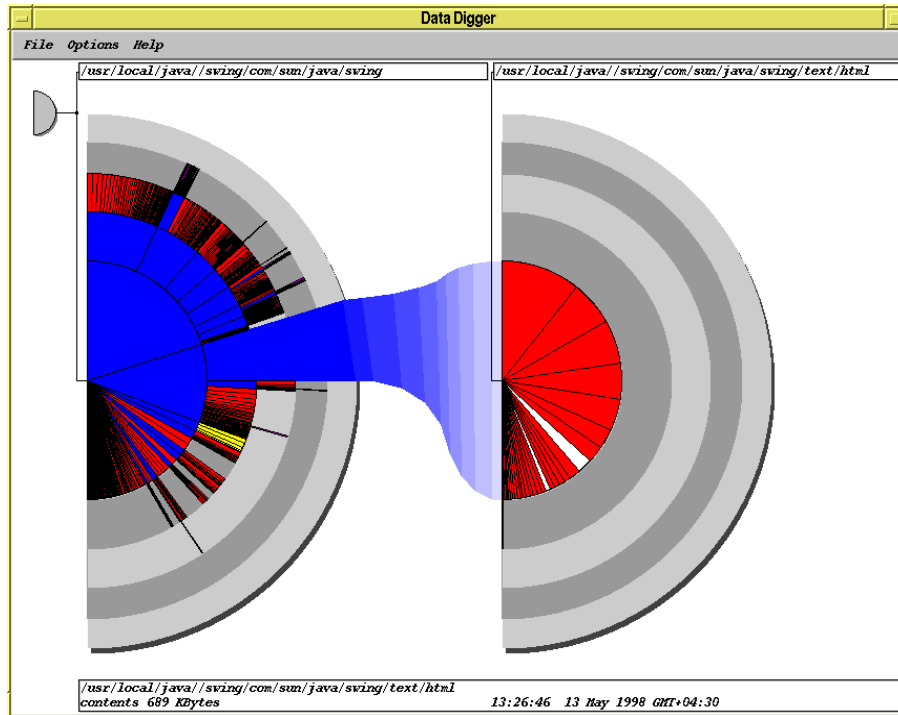 Data Digger
File Options Help
/usr/local/java//swing/com/sun/java/swing
/usr/local/java//swing/com/sun/java/swing/text/html
/usr/local/java//swing/com/sun/java/swing/text/html
contents 689 KBytes 13:26:46 13 May 1998 GMT+04:30